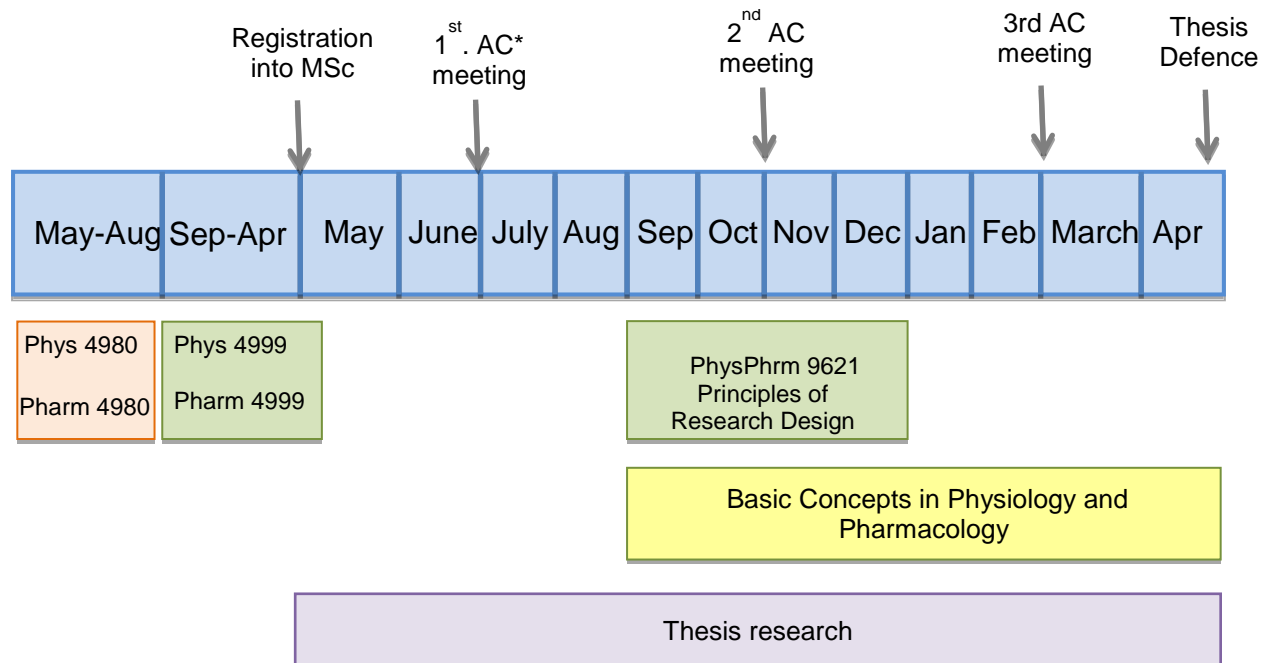 Registration
into MSc
1st. AC*
meeting
2nd AC
meeting
3rd AC
meeting
Thesis
Defence
May-Aug Sep-Apr May June July Aug Sep Oct Nov Dec Jan Feb March Apr
Phys 4980
Pharm 4980
Phys 4999
Pharm 4999
PhysPhrm 9621
Principles of
Research Design
Basic Concepts in Physiology and
Pharmacology
Thesis research